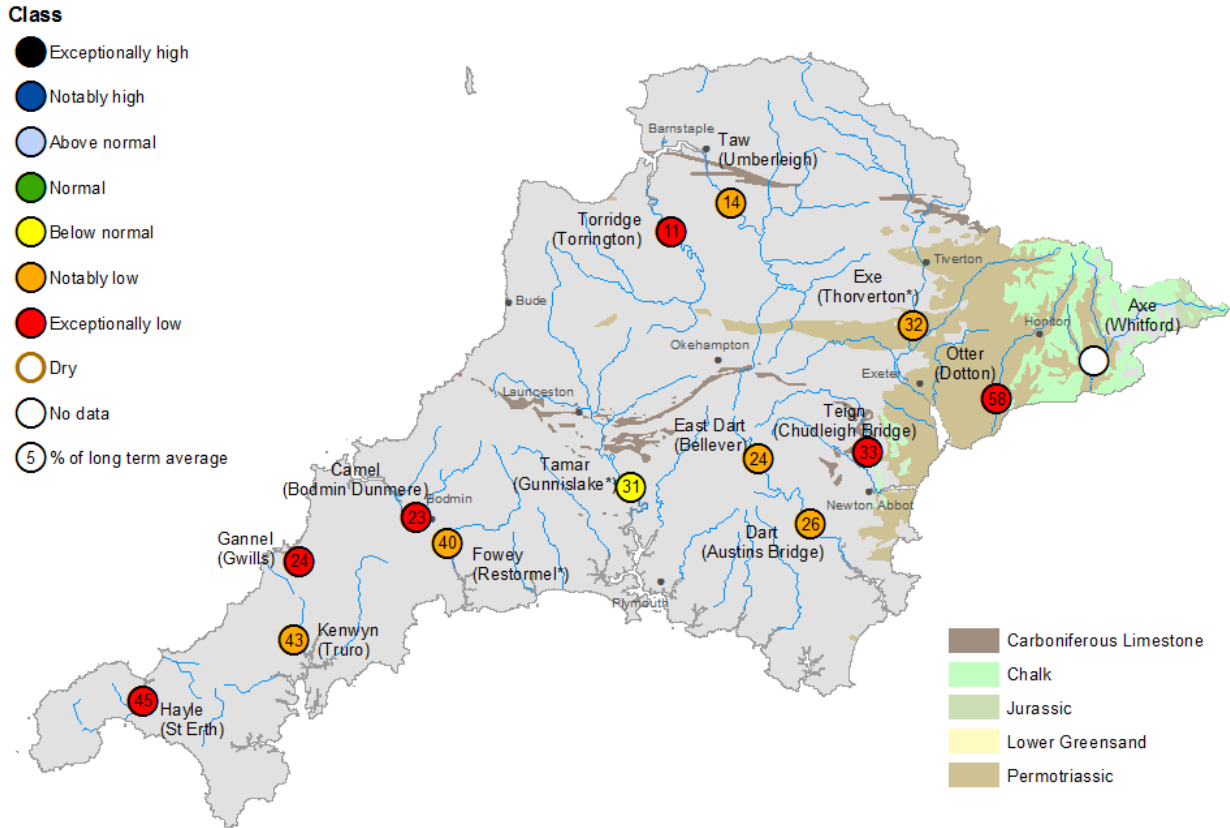 Class
Exceptionally high
Notably high
Above normal
Normal
Below normal
Notably low
Exceptionally low
Dry
No data
5 % of long term average
Barnstaple
Taw
(Umberleigh)
14
Torridge
(Torrington)
11
Tiverton
Exe
(Thorverton*)
32
Bude
Axe
(Whitford)
Honiton
Okehampton
Otter
(Dotton)
58
Exeter
Launceston
Teign
(Chudleigh Bridge)
33
East Dart
(Bellever)
24
Tamar
(Gunnislake*)
31
Camel
(Bodmin Dunmere)
Bodmin
23
Newton Abbot
Dart
(Austins Bridge)
26
Gannel
(Gwills)
24
40
Fowey
(Restormel*)
Plymouth
43
Kenwyn
(Truro)
45
Hayle
(St Erth)
Carboniferous Limestone
Chalk
Jurassic
Lower Greensand
Permotriassic